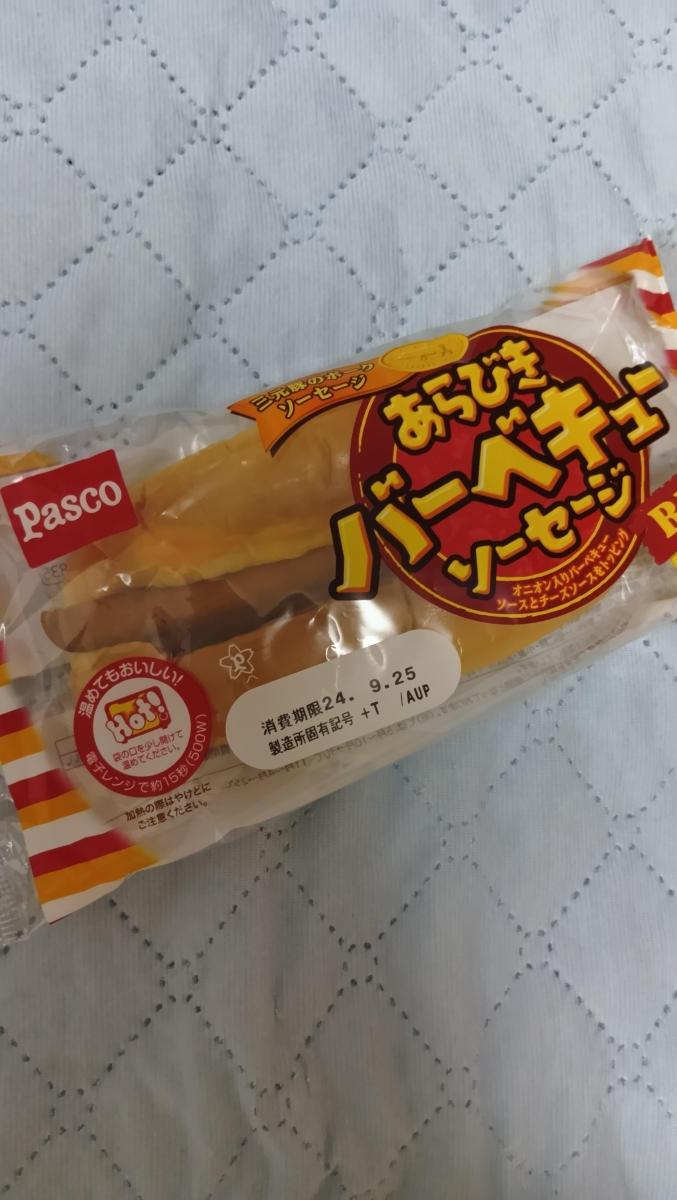 三元豚のポーク
ソーセージ
あらびき
バーベキュー
ソーセージ
オニオン入りバーベキュー
ソースとチーズソースをトッピング
Pasco
温めてもおいしい!
Hot!
袋の口を少し開けて
温めてください。
電子レンジで約15秒(500W)
加熱の際はやけどに
ご注意ください。
消費期限24. 9.25
製造所固有記号 +T /AUP